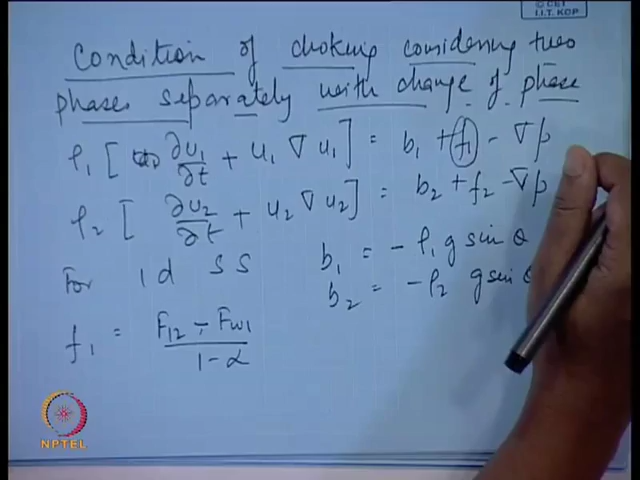 © CET
I.I.T. KGP
Condition of choking considering two
phases separately with change of phase
ρ₁ [ ∂u₁/∂t + u₁ ∇ u₁ ] = b₁ + f₁ - ∇p
ρ₂ [ ∂u₂/∂t + u₂ ∇ u₂ ] = b₂ + f₂ - ∇p
For 1d SS b₁ = - ρ₁ g sin θ
b₂ = - ρ₂ g sin θ
f₁ = (F₁₂ - F_w₁) / (1-α)
NPTEL